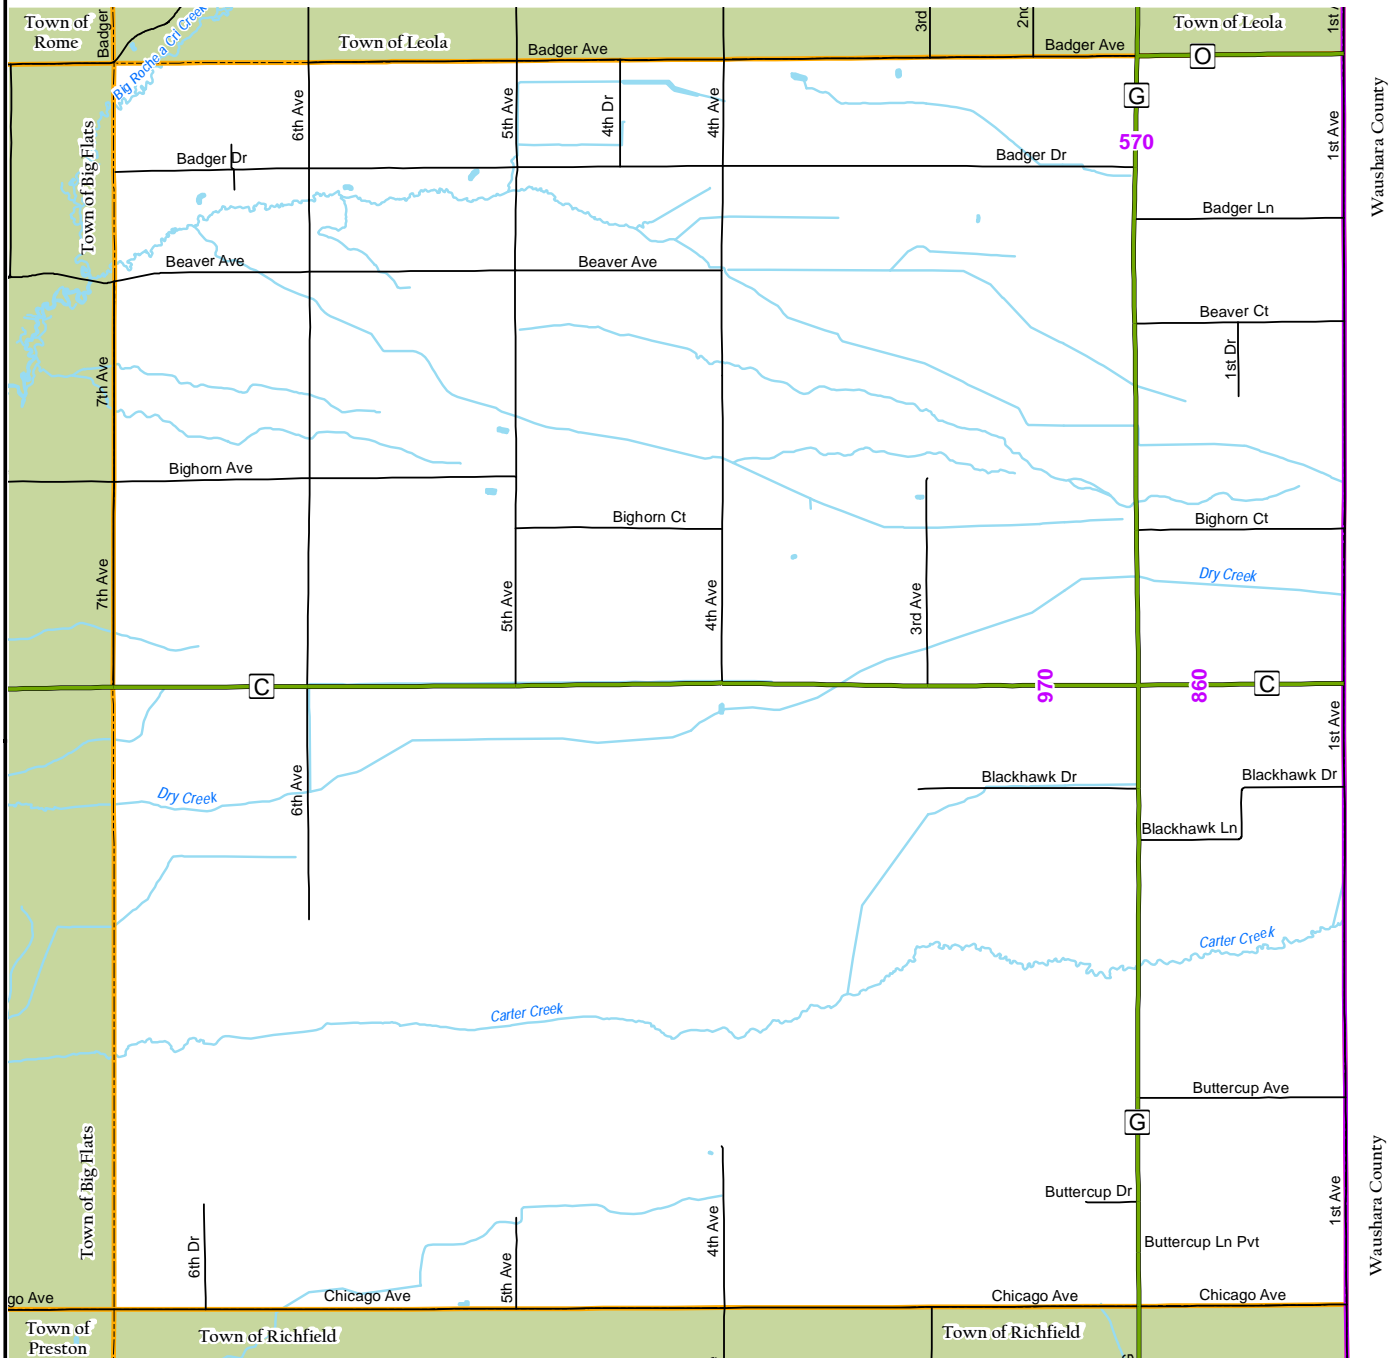 Town of
Rome
Badger
Big Roche a Cri Creek
Town of Leola
Badger Ave
3rd
Badger Ave
Town of Leola
O
Waushara County
G
570
6th Ave
5th Ave
4th Dr
4th Ave
1st Ave
Town of Big Flats
Badger Dr
Badger Dr
Badger Ln
Beaver Ave
Beaver Ave
Beaver Ct
1st Dr
7th Ave
Bighorn Ave
Bighorn Ct
Bighorn Ct
7th Ave
5th Ave
4th Ave
3rd Ave
Dry Creek
C
970
860
C
1st Ave
Dry Creek
6th Ave
Blackhawk Dr
Blackhawk Dr
Blackhawk Ln
Carter Creek
Carter Creek
Buttercup Ave
G
Town of Big Flats
Waushara County
Buttercup Dr
1st Ave
6th Dr
5th Ave
4th Ave
Buttercup Ln Pvt
go Ave
Chicago Ave
Chicago Ave
Chicago Ave
Town of
Preston
Town of Richfield
Town of Richfield